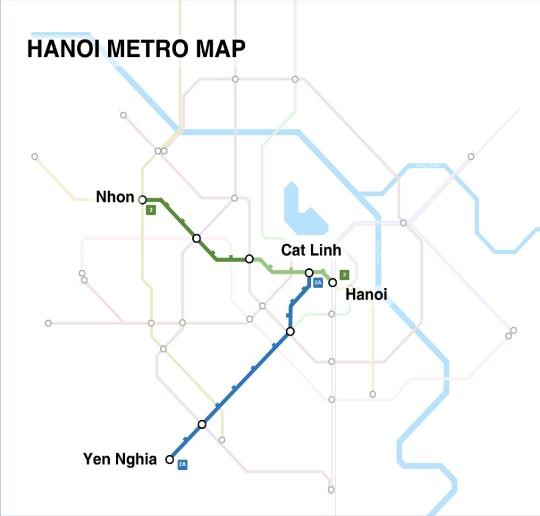 HANOI METRO MAP
Nhon
3
Cat Linh
3
2A
Hanoi
Yen Nghia
2A